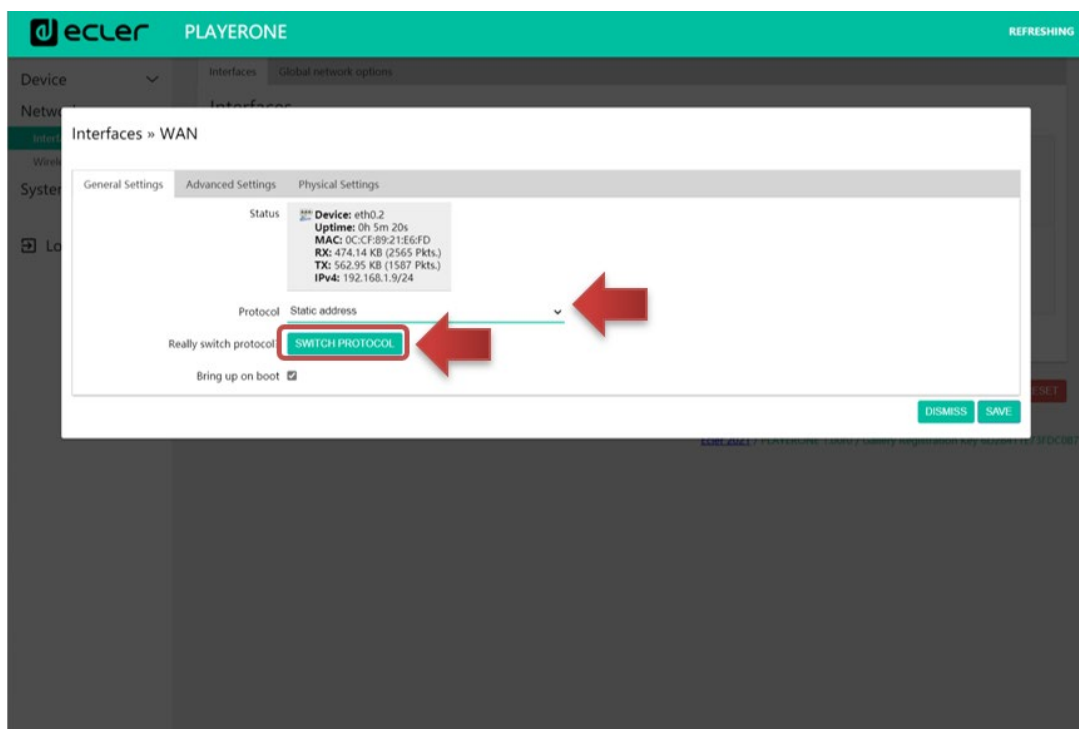 ecler PLAYERONE REFRESHING
Device
Interfaces Global network options
Interfaces » WAN
General Settings Advanced Settings Physical Settings
Status
Device: eth0.2
Uptime: 0h 5m 20s
MAC: 0C:CF:89:21:E6:FD
RX: 474.14 KB (2565 Pkts.)
TX: 562.95 KB (1587 Pkts.)
IPv4: 192.168.1.9/24
Protocol Static address
Really switch protocol? SWITCH PROTOCOL
Bring up on boot
DISMISS SAVE